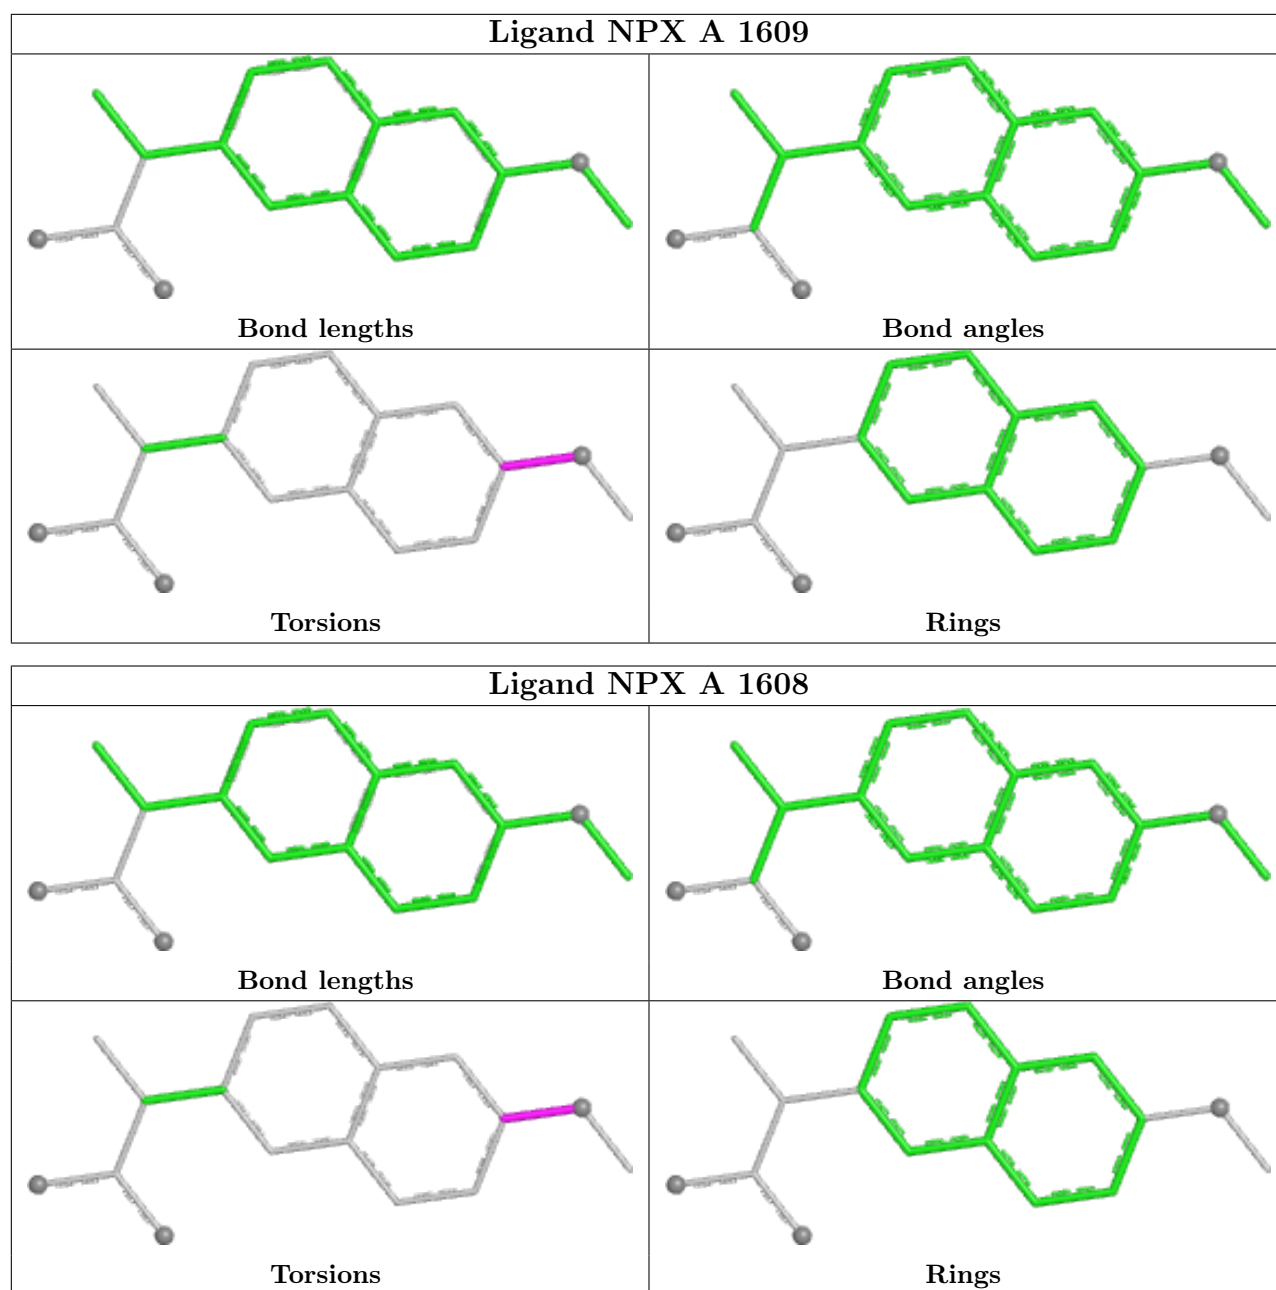 Ligand NPX A 1609
Bond lengths
Bond angles
Torsions
Rings
Ligand NPX A 1608
Bond lengths
Bond angles
Torsions
Rings